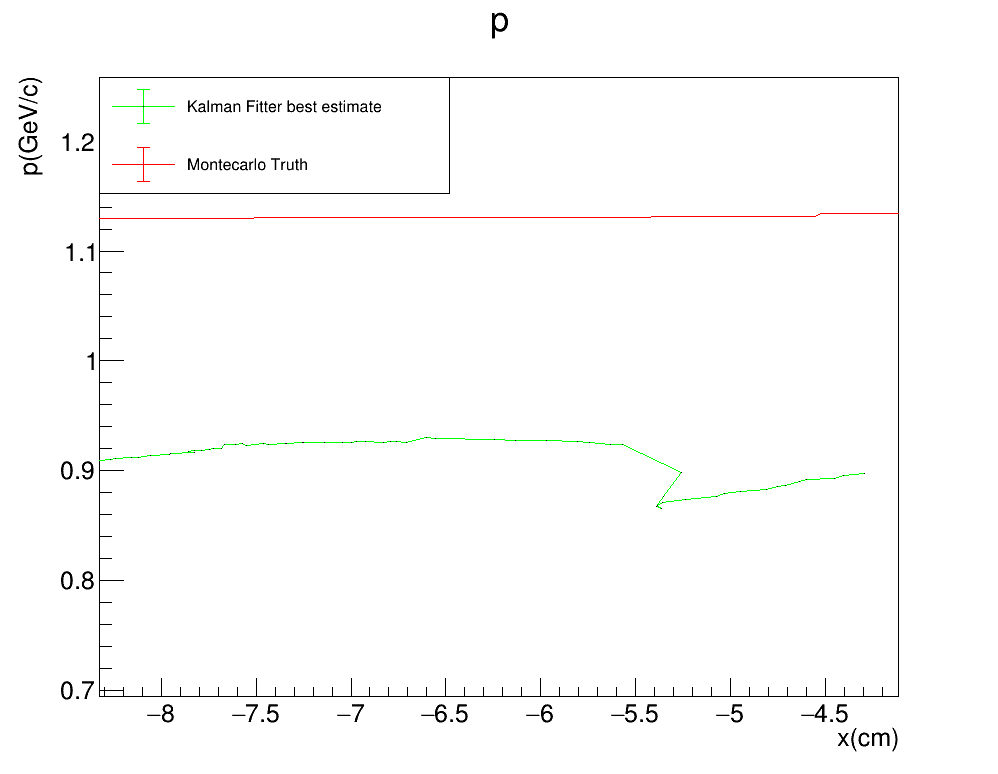 p
p(GeV/c)
Kalman Fitter best estimate
Montecarlo Truth
1.2
1.1
1
0.9
0.8
0.7
−8
−7.5
−7
−6.5
−6
−5.5
−5
−4.5
x(cm)